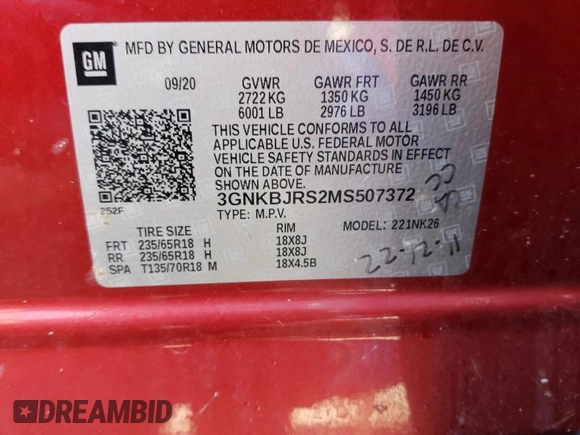 GM MFD BY GENERAL MOTORS DE MEXICO, S. DE R.L. DE C.V.
09/20 GVWR GAWR FRT GAWR RR
2722 KG 1350 KG 1450 KG
6001 LB 2976 LB 3196 LB
THIS VEHICLE CONFORMS TO ALL
APPLICABLE U.S. FEDERAL MOTOR
VEHICLE SAFETY STANDARDS IN EFFECT
ON THE DATE OF MANUFACTURE
SHOWN ABOVE.
3GNKBJRS2MS507372
252F
TYPE: M.P.V.
TIRE SIZE RIM MODEL: 221NK26
FRT 235/65R18 H 18X8J
RR 235/65R18 H 18X8J
SPA T135/70R18 M 18X4.5B
22-12-11
DREAMBID